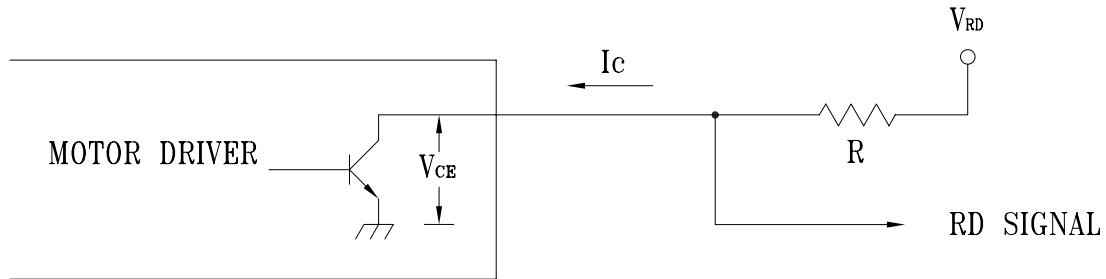 VRD
Ic
MOTOR DRIVER
VCE
R
RD SIGNAL